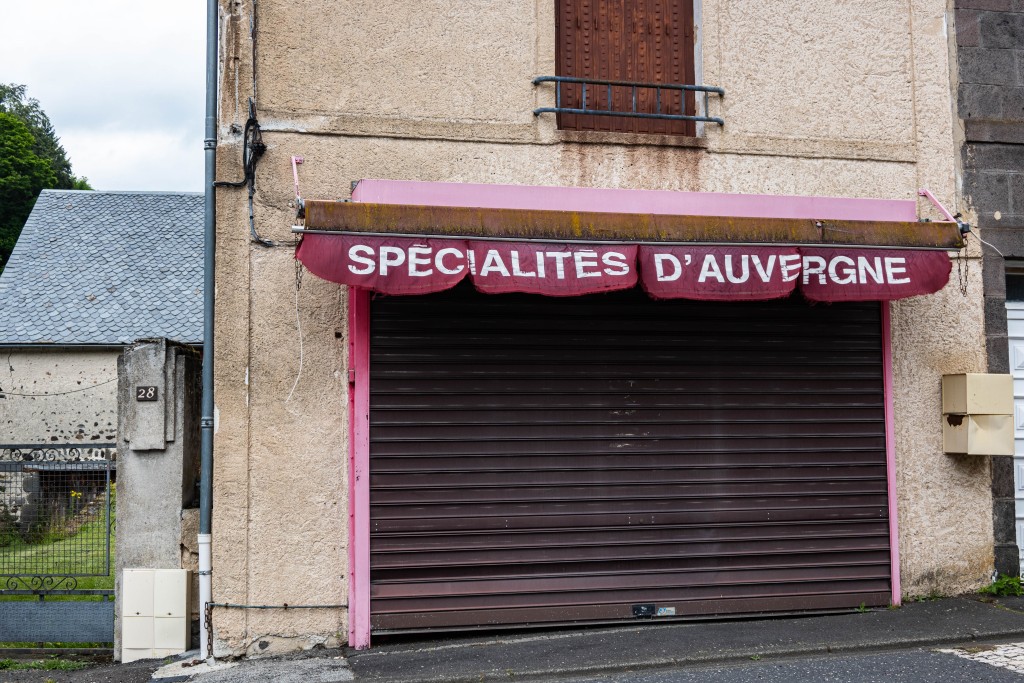 SPÉCIALITÉS D'AUVERGNE
28